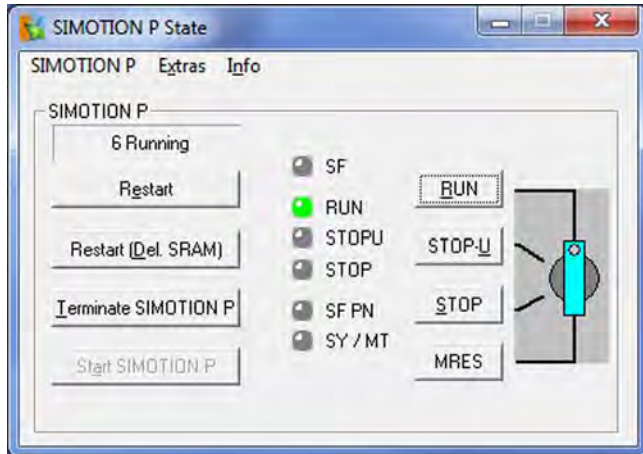 SIMOTION P State
SIMOTION P Extras Info
SIMOTION P
6 Running
Restart
Restart (Del. SRAM)
Terminate SIMOTION P
Start SIMOTION P
SF
RUN
STOPU
STOP
SF PN
SY / MT
RUN
STOP-U
STOP
MRES